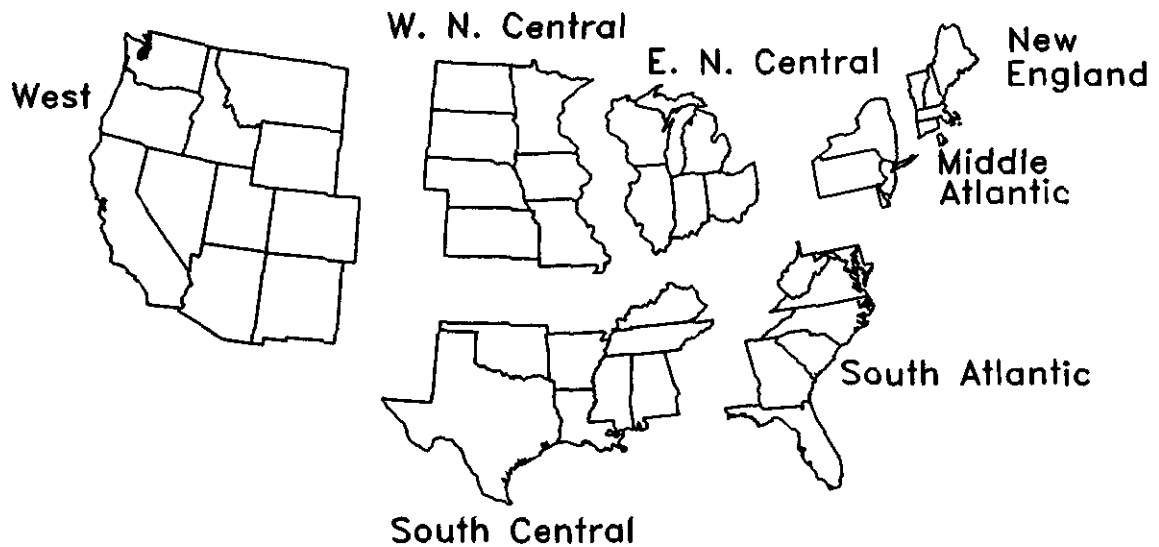 W. N. Central
E. N. Central
New
England
West
Middle
Atlantic
South Atlantic
South Central